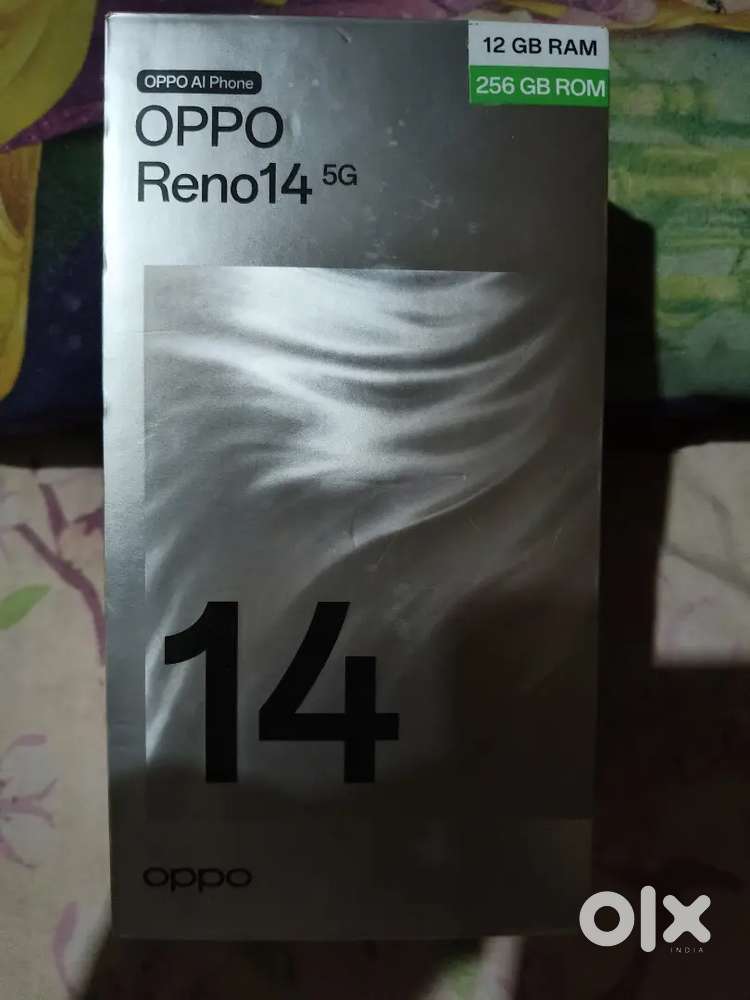 12 GB RAM
256 GB ROM
OPPO AI Phone
OPPO
Reno14 5G
14
oppo
olx
INDIA